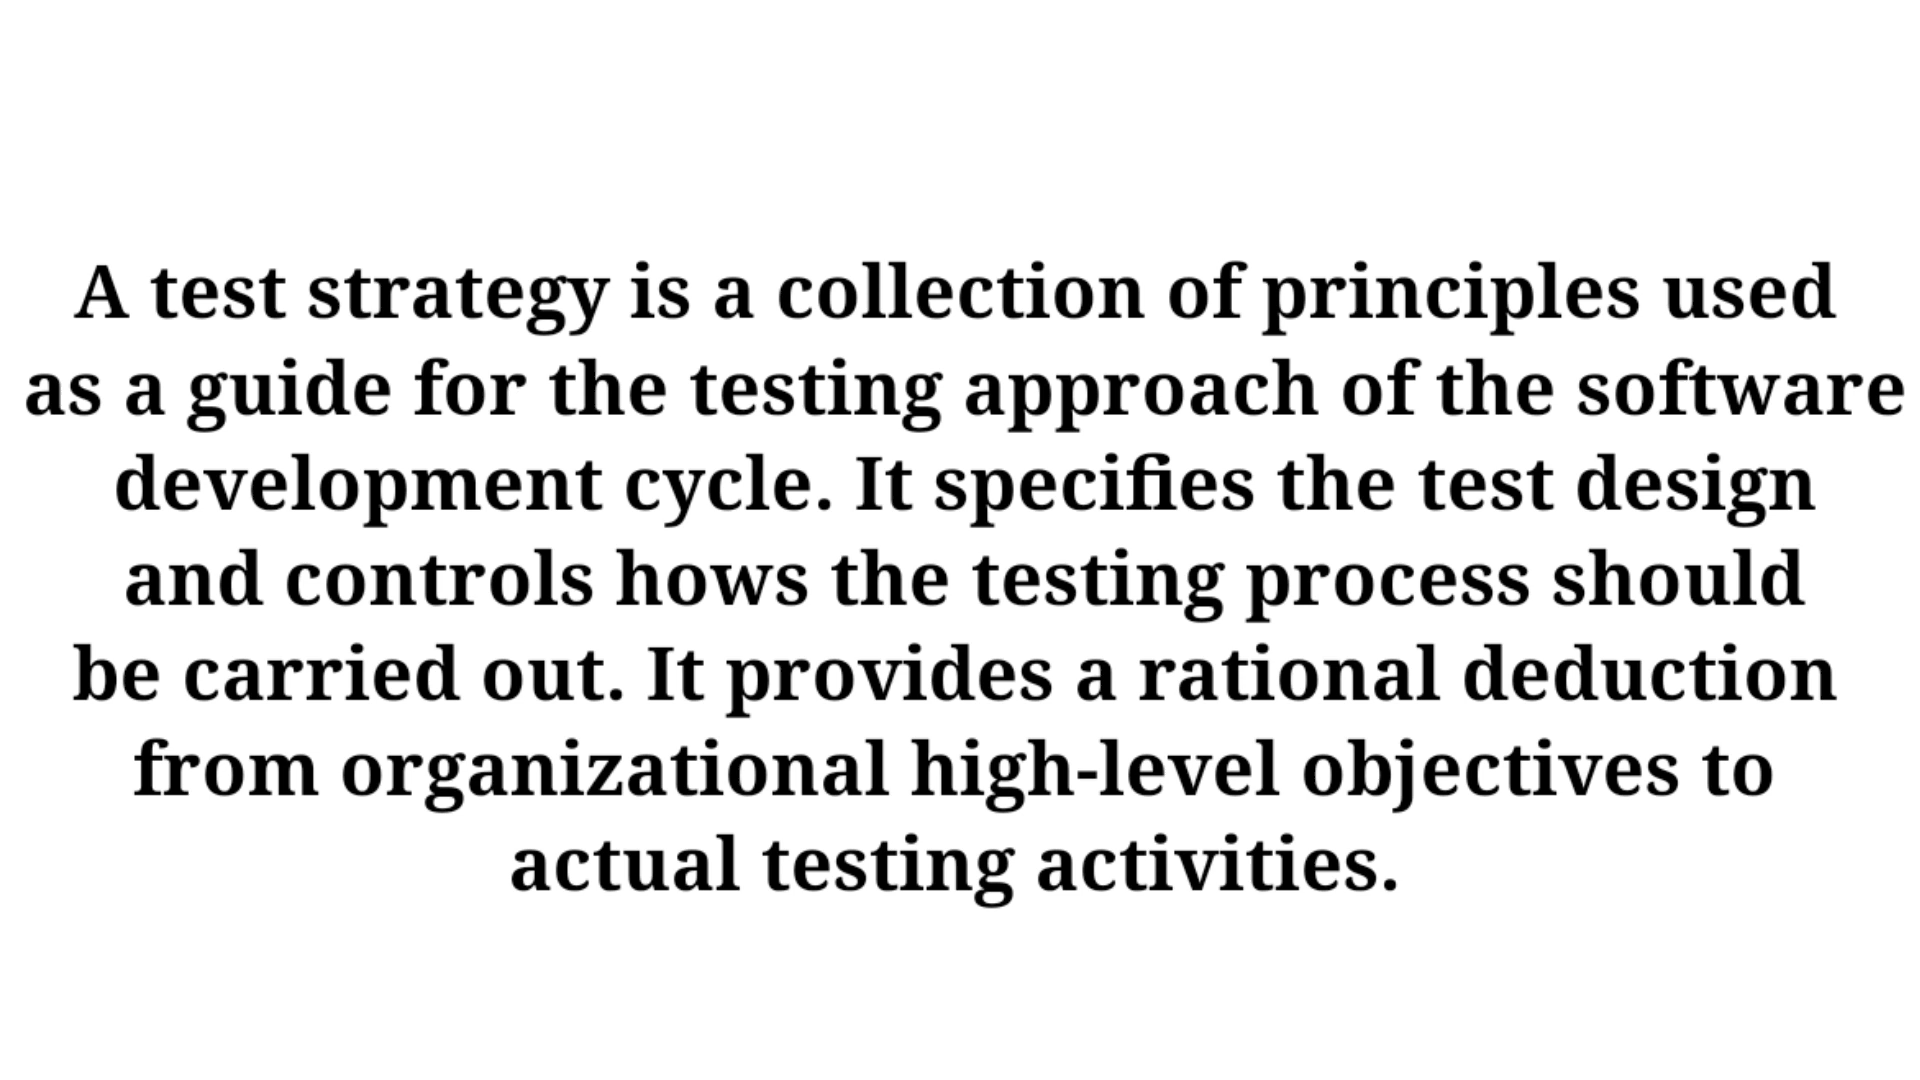 A test strategy is a collection of principles used
as a guide for the testing approach of the software
development cycle. It specifies the test design
and controls hows the testing process should
be carried out. It provides a rational deduction
from organizational high-level objectives to
actual testing activities.